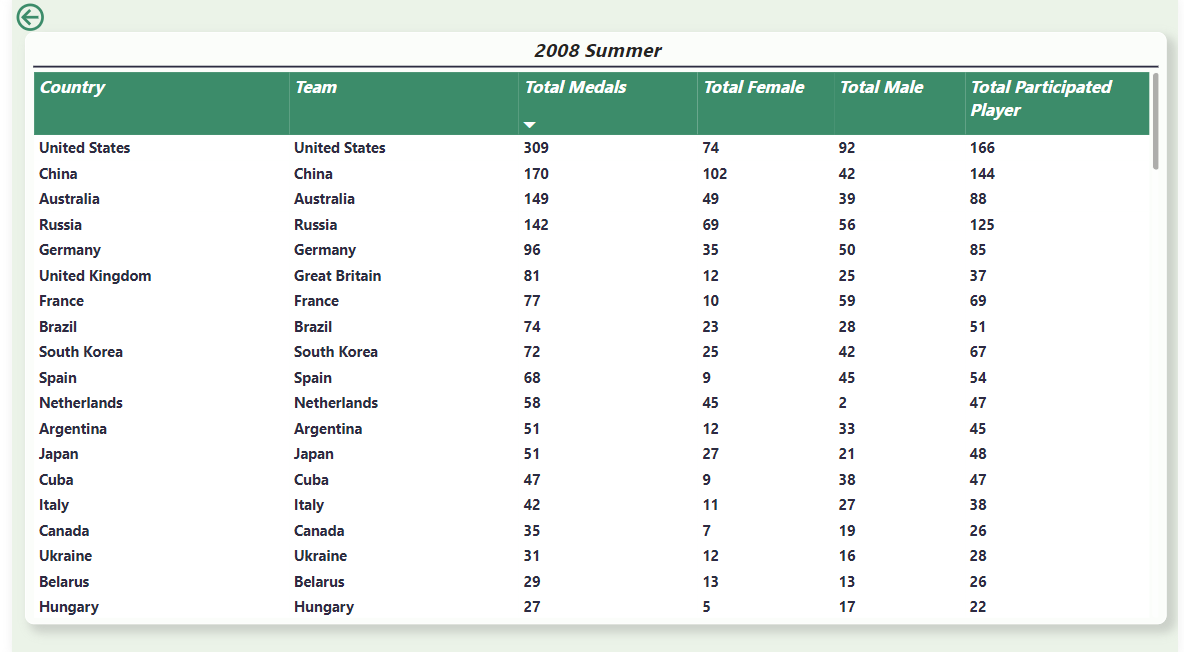 2008 Summer
Country Team Total Medals Total Female Total Male Total Participated Player
United States United States 309 74 92 166
China China 170 102 42 144
Australia Australia 149 49 39 88
Russia Russia 142 69 56 125
Germany Germany 96 35 50 85
United Kingdom Great Britain 81 12 25 37
France France 77 10 59 69
Brazil Brazil 74 23 28 51
South Korea South Korea 72 25 42 67
Spain Spain 68 9 45 54
Netherlands Netherlands 58 45 2 47
Argentina Argentina 51 12 33 45
Japan Japan 51 27 21 48
Cuba Cuba 47 9 38 47
Italy Italy 42 11 27 38
Canada Canada 35 7 19 26
Ukraine Ukraine 31 12 16 28
Belarus Belarus 29 13 13 26
Hungary Hungary 27 5 17 22